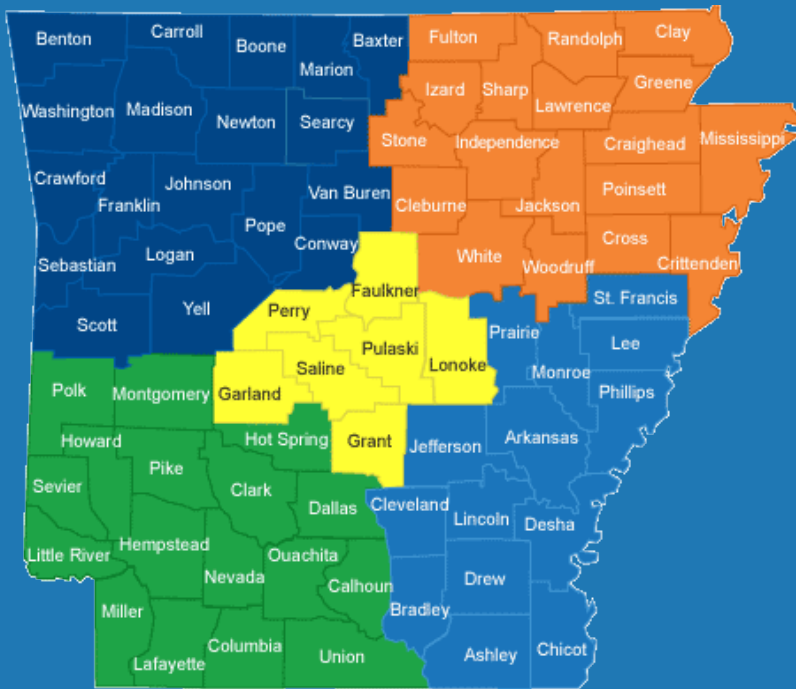 Benton
Carroll
Boone
Baxter
Marion
Fulton
Randolph
Clay
Washington
Madison
Newton
Searcy
Izard
Sharp
Lawrence
Greene
Stone
Independence
Craighead
Mississippi
Crawford
Franklin
Johnson
Pope
Van Buren
Cleburne
Jackson
Poinsett
Sebastian
Logan
Conway
White
Woodruff
Cross
Crittenden
Scott
Yell
Perry
Faulkner
St. Francis
Prairie
Lee
Pulaski
Saline
Lonoke
Monroe
Phillips
Polk
Montgomery
Garland
Howard
Hot Spring
Grant
Jefferson
Arkansas
Pike
Sevier
Clark
Dallas
Cleveland
Lincoln
Desha
Little River
Hempstead
Ouachita
Nevada
Calhoun
Drew
Miller
Bradley
Lafayette
Columbia
Union
Ashley
Chicot